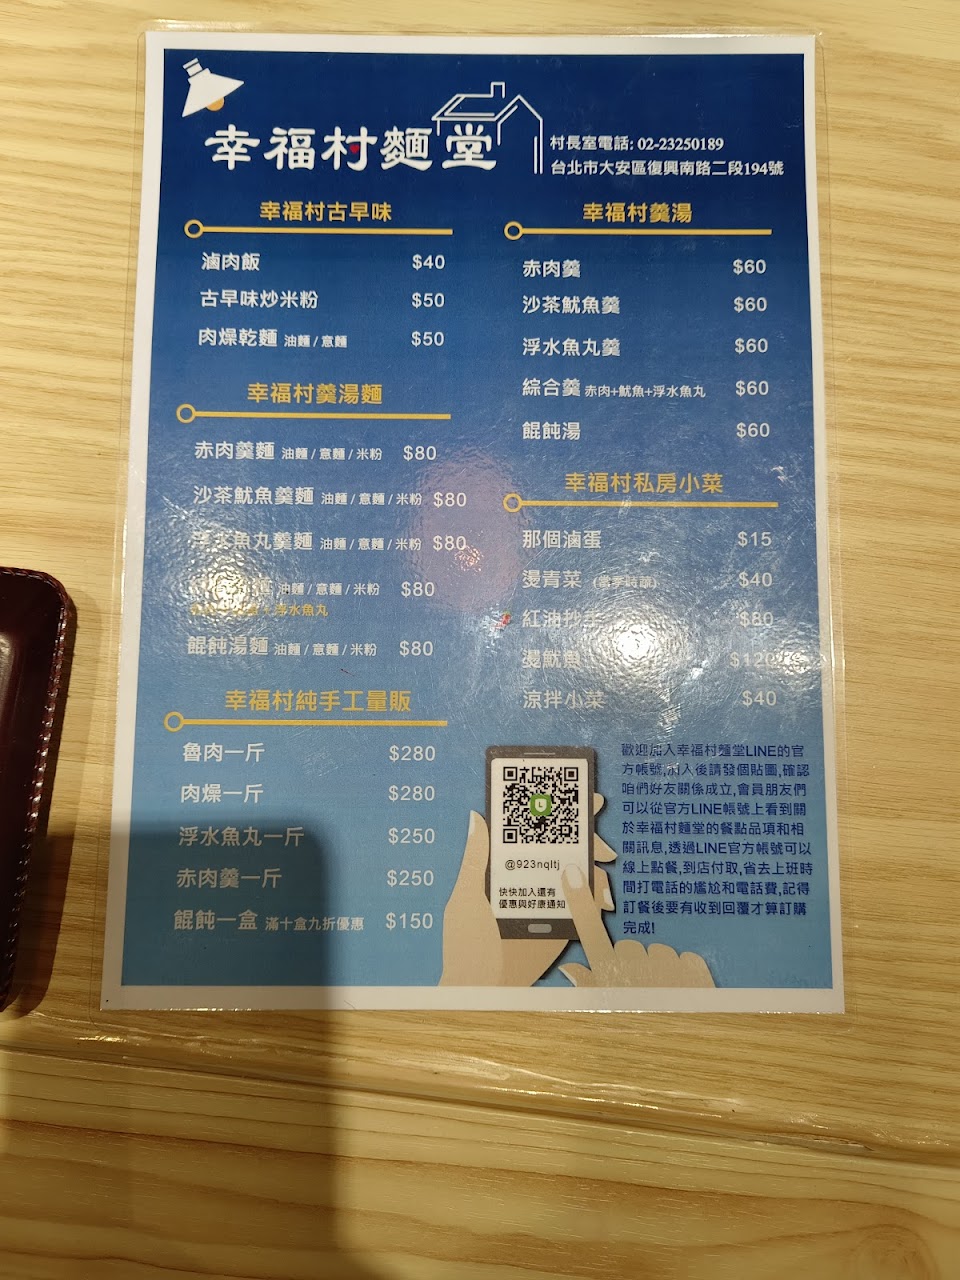 幸福村麵堂
村長室電話: 02-23250189
台北市大安區復興南路二段194號
幸福村古早味
滷肉飯 $40
古早味炒米粉 $50
肉燥乾麵 油麵 / 意麵 $50
幸福村羹湯麵
赤肉羹麵 油麵 / 意麵 / 米粉 $80
沙茶魷魚羹麵 油麵 / 意麵 / 米粉 $80
浮水魚丸羹麵 油麵 / 意麵 / 米粉 $80
油麵 / 意麵 / 米粉 $80
浮水魚丸
餛飩湯麵 油麵 / 意麵 / 米粉 $80
幸福村純手工量販
魯肉一斤 $280
肉燥一斤 $280
浮水魚丸一斤 $250
赤肉羹一斤 $250
餛飩一盒 滿十盒九折優惠 $150
幸福村羹湯
赤肉羹 $60
沙茶魷魚羹 $60
浮水魚丸羹 $60
綜合羹 赤肉+魷魚+浮水魚丸 $60
餛飩湯 $60
幸福村私房小菜
那個滷蛋 $15
燙青菜 (當季時蔬) $40
紅油抄手 $80
燙魷魚 $120
涼拌小菜 $40
@923nqltj
快快加入還有
優惠與好康通知
歡迎加入幸福村麵堂LINE的官
方帳號,加入後請發個貼圖,確認
咱們好友關係成立,會員朋友們
可以從官方LINE帳號上看到關
於幸福村麵堂的餐點品項和相
關訊息,透過LINE官方帳號可以
線上點餐,到店付取,省去上班時
間打電話的尷尬和電話費,記得
訂餐後要有收到回覆才算訂購
完成!